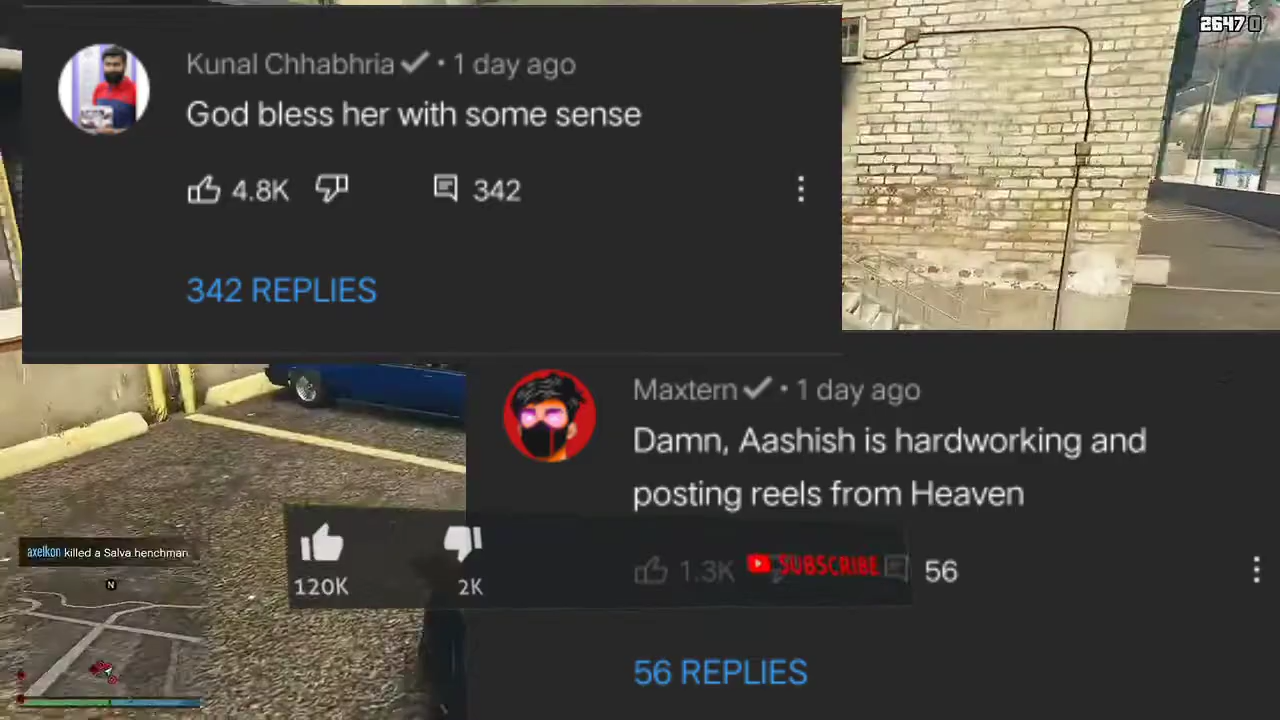 26470
Kunal Chhabhria ✔ • 1 day ago
God bless her with some sense
4.8K 342
342 REPLIES
Maxtern ✔ • 1 day ago
Damn, Aashish is hardworking and
posting reels from Heaven
1.3K SUBSCRIBE 56
56 REPLIES
120K 2K
axelkon killed a Salva henchman.
N